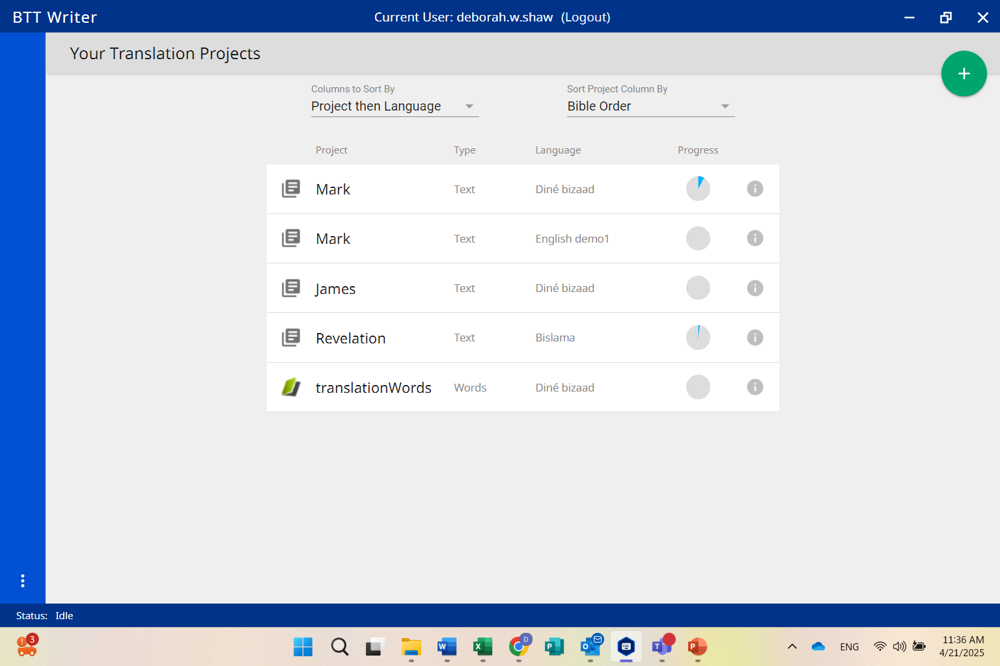 BTT Writer
Current User: deborah.w.shaw (Logout)
Your Translation Projects
+
Columns to Sort By
Project then Language
Sort Project Column By
Bible Order
Project Type Language Progress
Mark Text Diné bizaad
Mark Text English demo1
James Text Diné bizaad
Revelation Text Bislama
translationWords Words Diné bizaad
Status: Idle
3
W
X
D
P
O
T
P
ENG
11:36 AM
4/21/2025